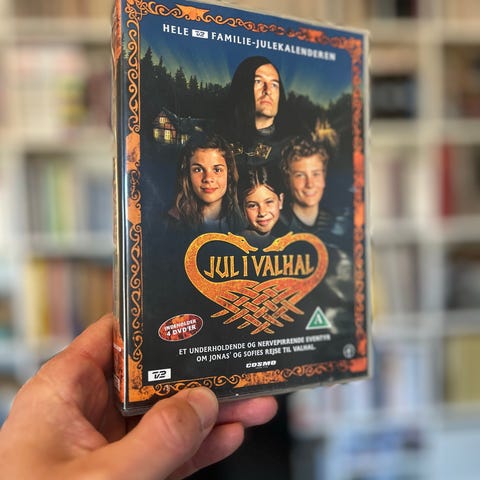 HELE TV2 FAMILIE-JULEKALENDEREN
JUL I VALHAL
INDEHOLDER
4 DVD'ER
A
ET UNDERHOLDENDE OG NERVEPIRRENDE EVENTYR
OM JONAS' OG SOFIES REJSE TIL VALHAL.
TV2
COSMO